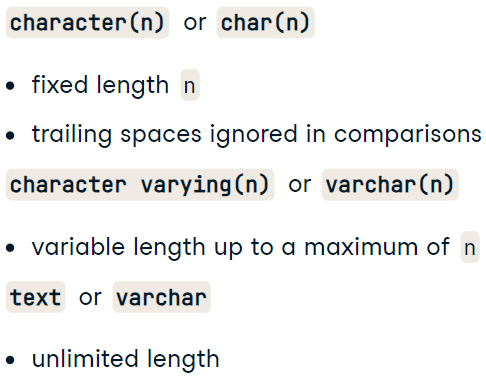 character(n) or char(n)
• fixed length n
• trailing spaces ignored in comparisons
character varying(n) or varchar(n)
• variable length up to a maximum of n
text or varchar
• unlimited length